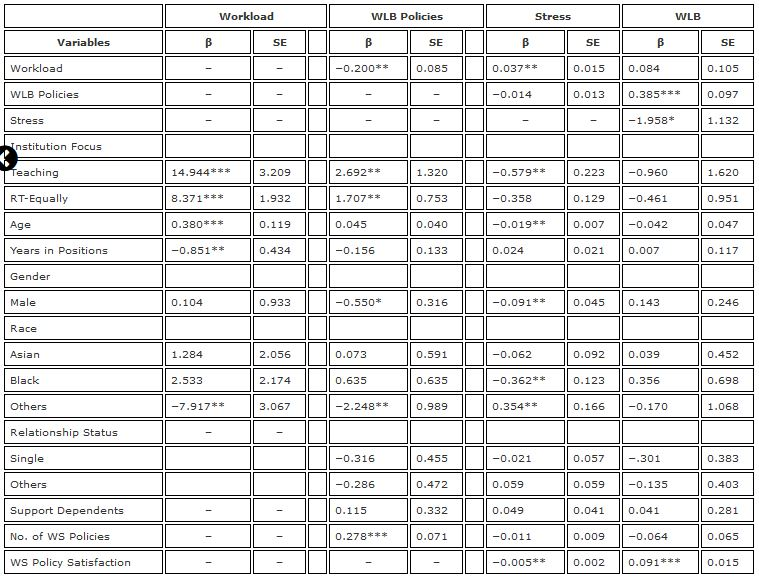 Workload WLB Policies Stress WLB
Variables β SE β SE β SE β SE
Workload – – −0.200** 0.085 0.037** 0.015 0.084 0.105
WLB Policies – – – – −0.014 0.013 0.385*** 0.097
Stress – – – – – – −1.958* 1.132
Institution Focus
Teaching 14.944*** 3.209 2.692** 1.320 −0.579** 0.223 −0.960 1.620
RT-Equally 8.371*** 1.932 1.707** 0.753 −0.358 0.129 −0.461 0.951
Age 0.380*** 0.119 0.045 0.040 −0.019** 0.007 −0.042 0.047
Years in Positions −0.851** 0.434 −0.156 0.133 0.024 0.021 0.007 0.117
Gender
Male 0.104 0.933 −0.550* 0.316 −0.091** 0.045 0.143 0.246
Race
Asian 1.284 2.056 0.073 0.591 −0.062 0.092 0.039 0.452
Black 2.533 2.174 0.635 0.635 −0.362** 0.123 0.356 0.698
Others −7.917** 3.067 −2.248** 0.989 0.354** 0.166 −0.170 1.068
Relationship Status – –
Single −0.316 0.455 −0.021 0.057 −.301 0.383
Others −0.286 0.472 0.059 0.059 −0.135 0.403
Support Dependents – – 0.115 0.332 0.049 0.041 0.041 0.281
No. of WS Policies – – 0.278*** 0.071 −0.011 0.009 −0.064 0.065
WS Policy Satisfaction – – – – −0.005** 0.002 0.091*** 0.015